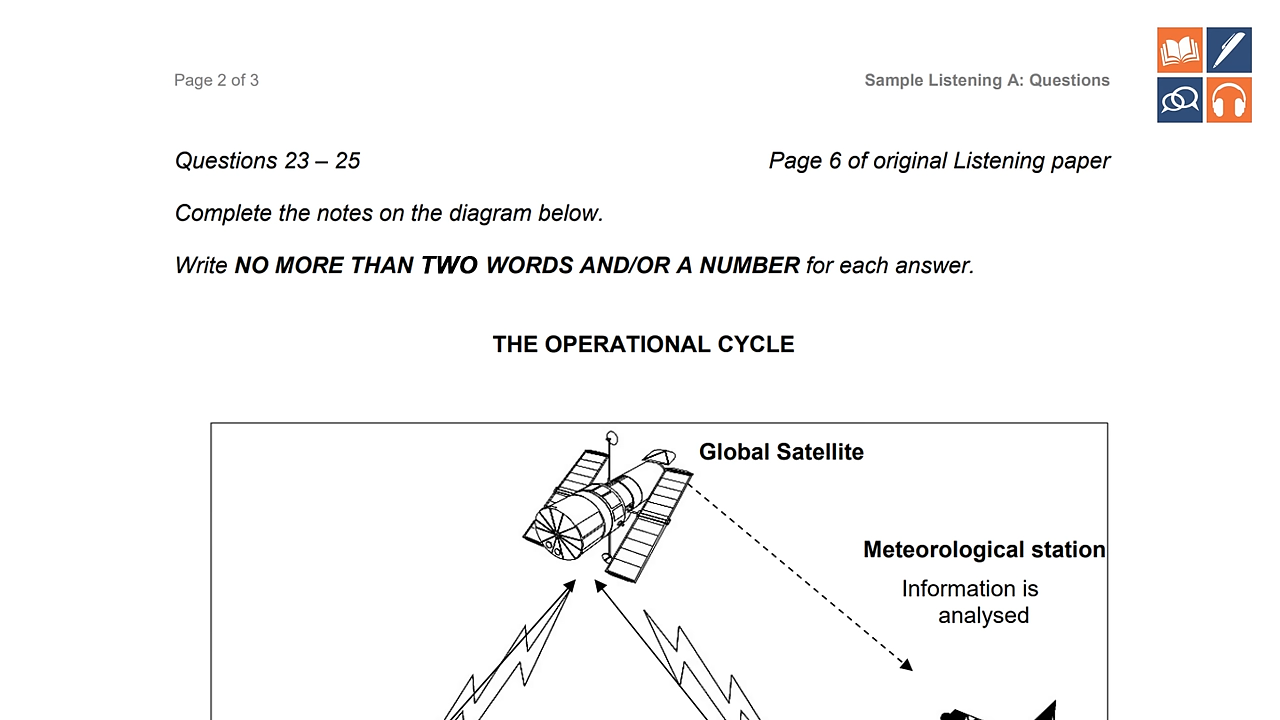 Page 2 of 3
Sample Listening A: Questions
Questions 23 – 25
Page 6 of original Listening paper
Complete the notes on the diagram below.
Write NO MORE THAN TWO WORDS AND/OR A NUMBER for each answer.
THE OPERATIONAL CYCLE
Global Satellite
Meteorological station
Information is
analysed